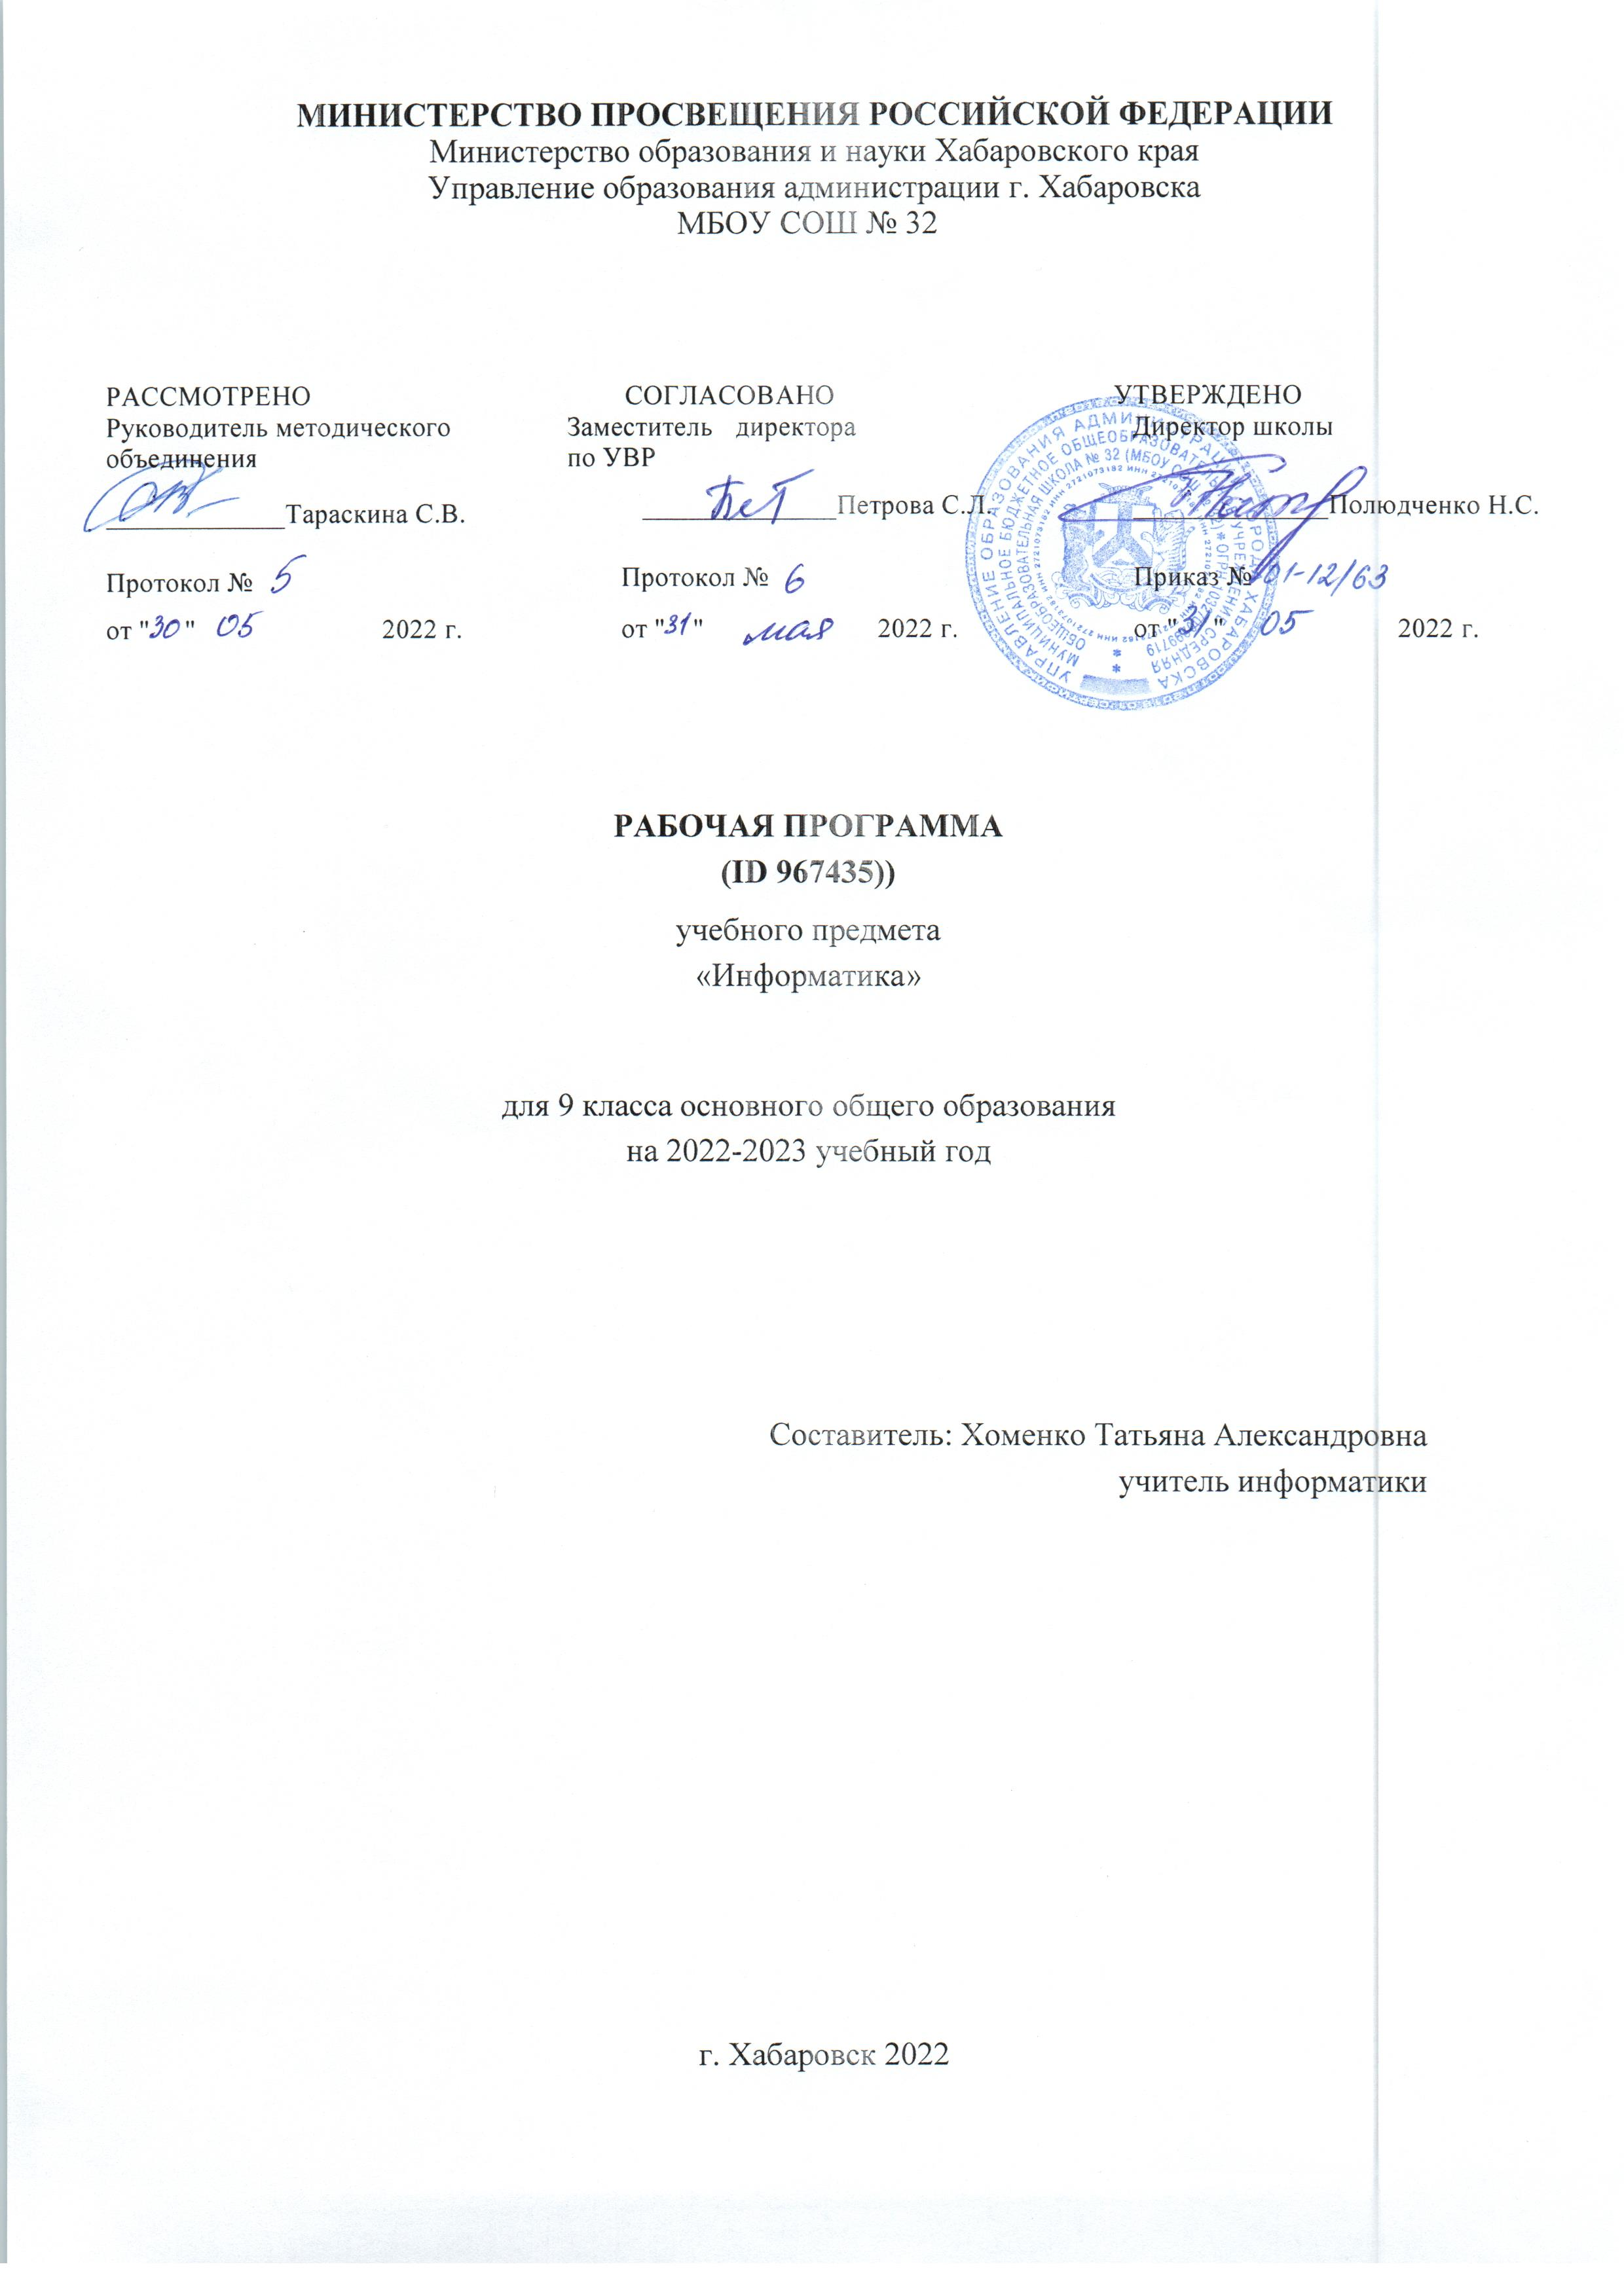 МИНИСТЕРСТВО ПРОСВЕЩЕНИЯ РОССИЙСКОЙ ФЕДЕРАЦИИ
Министерство образования и науки Хабаровского края
Управление образования администрации г. Хабаровска
МБОУ СОШ № 32
РАССМОТРЕНО
Руководитель методического
объединения
Тараскина С.В.
Протокол № 5
от "30" 05 2022 г.
СОГЛАСОВАНО
Заместитель директора
по УВР
Петрова С.Л.
Протокол № 6
от "31" мая 2022 г.
УТВЕРЖДЕНО
Директор школы
Полюдченко Н.С.
Приказ № 01-12/63
от "31" 05 2022 г.
РАБОЧАЯ ПРОГРАММА
(ID 967435))
учебного предмета
«Информатика»
для 9 класса основного общего образования
на 2022-2023 учебный год
Составитель: Хоменко Татьяна Александровна
учитель информатики
г. Хабаровск 2022